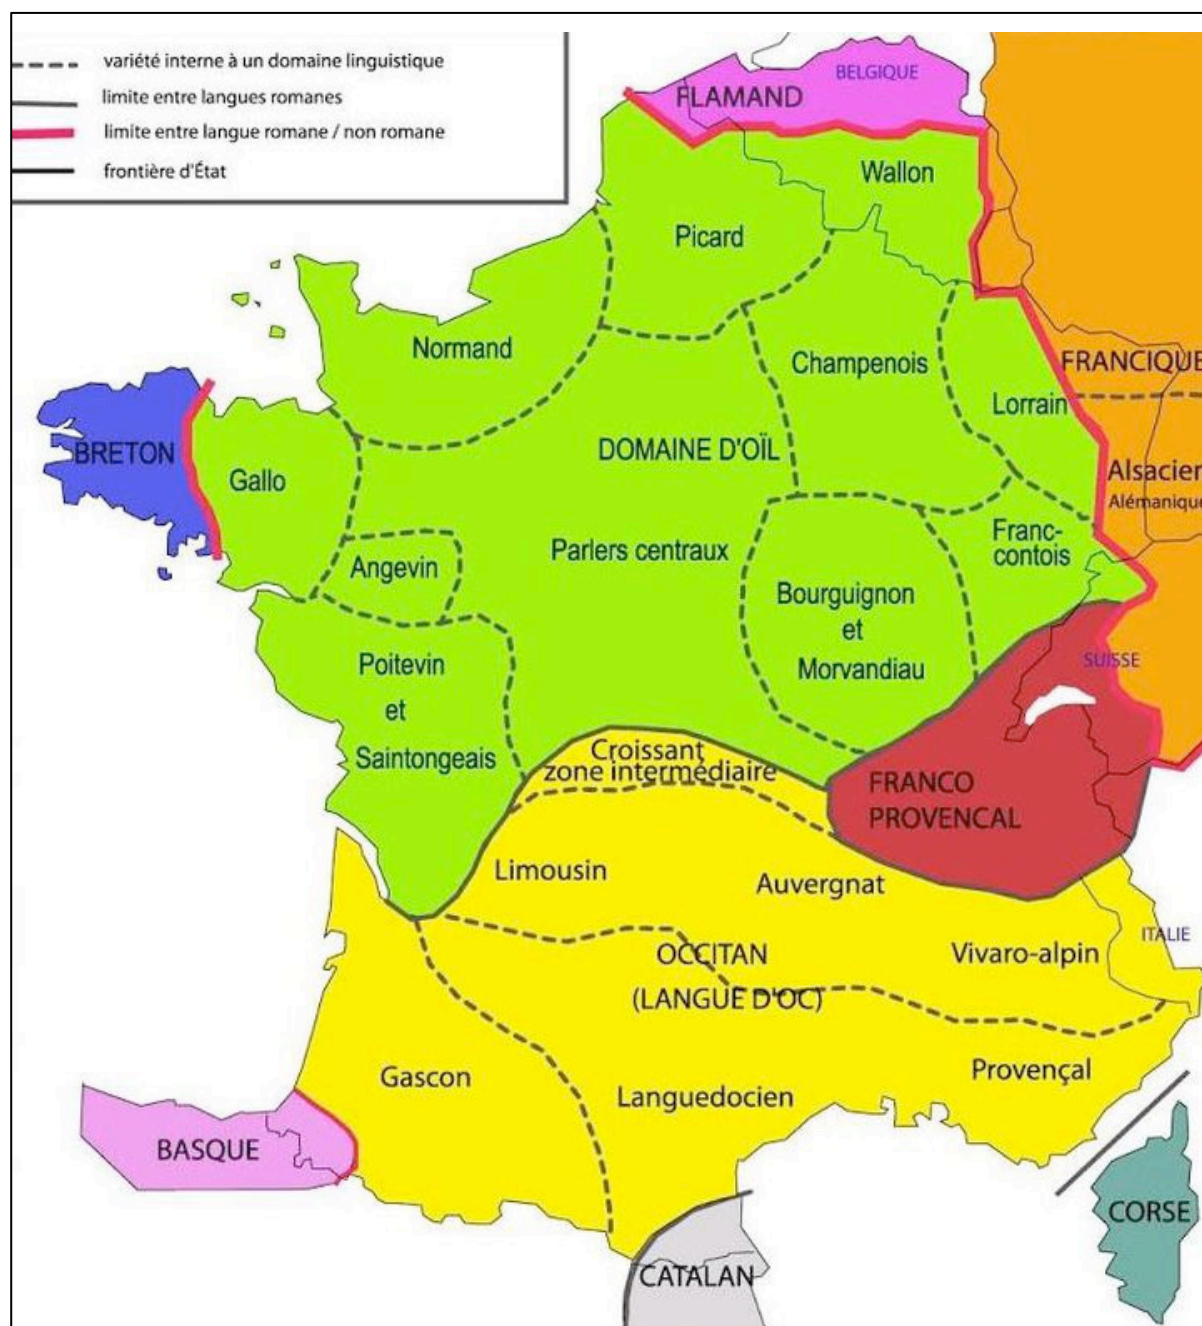 variété interne à un domaine linguistique
limite entre langues romanes
limite entre langue romane / non romane
frontière d'État
BELGIQUE
FLAMAND
Wallon
Picard
Normand
Champenois
FRANCIQUE
Lorrain
DOMAINE D'OÏL
BRETON
Gallo
Alsacien
Alémanique
Franc-
contois
Parlers centraux
Angevin
Bourguignon
et
Morvandiau
Poitevin
et
Saintongeais
SUISSE
Croissant
zone intermédiaire
FRANCO
PROVENCAL
Limousin
Auvergnat
OCCITAN
(LANGUE D'OC)
Vivaro-alpin
ITALIE
Gascon
Languedocien
Provençal
BASQUE
CORSE
CATALAN